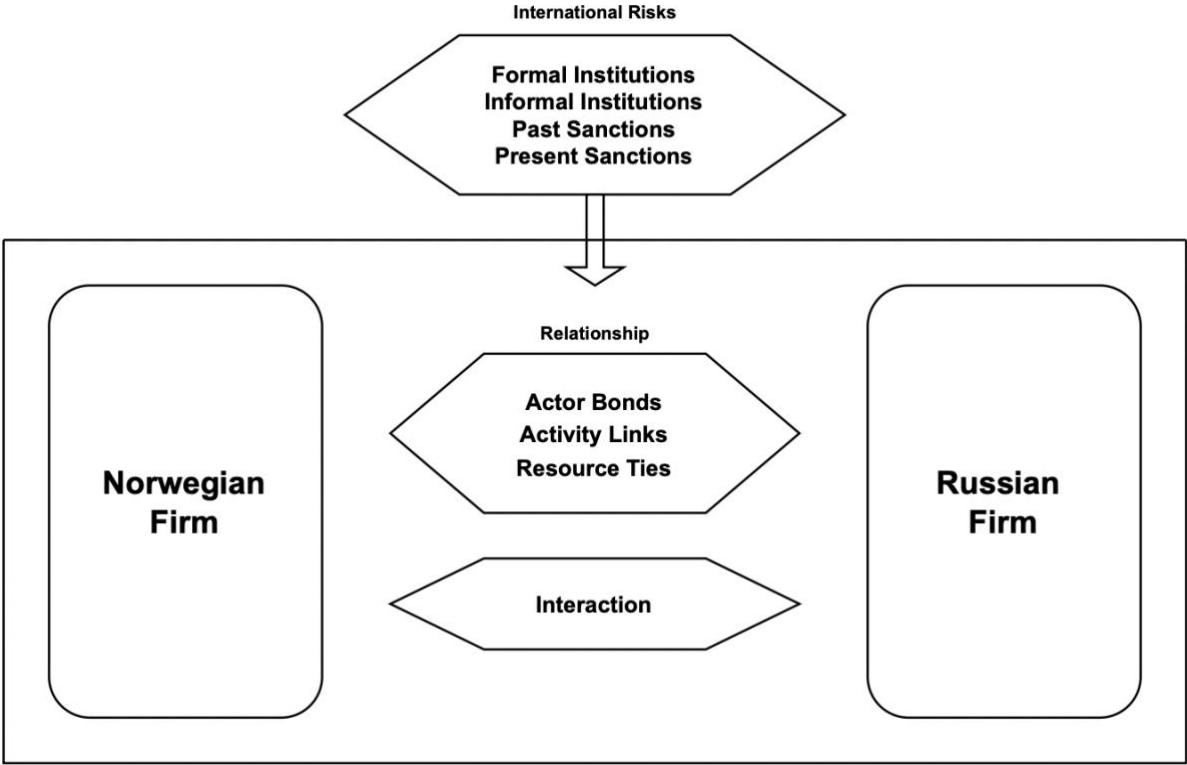 International Risks
Formal Institutions
Informal Institutions
Past Sanctions
Present Sanctions
Relationship
Actor Bonds
Activity Links
Resource Ties
Norwegian
Firm
Russian
Firm
Interaction